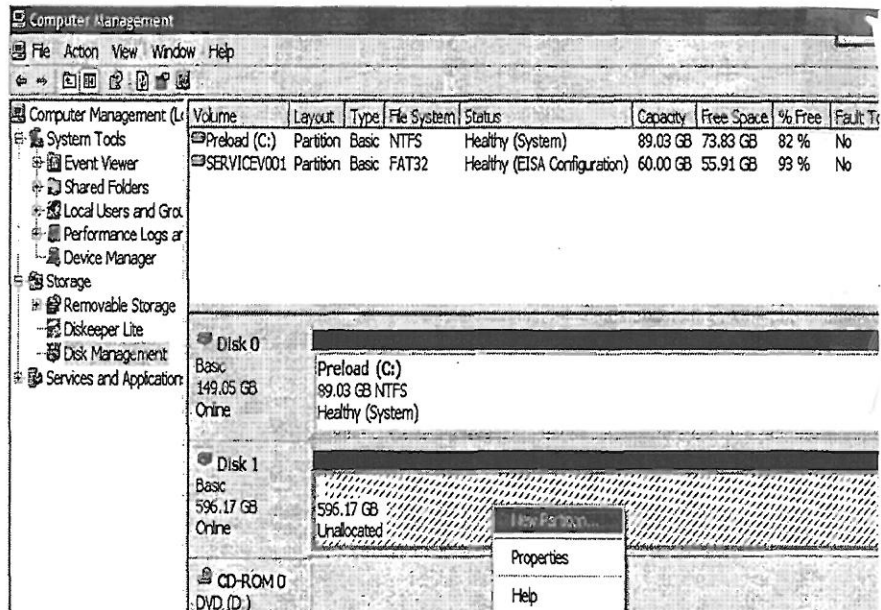 Computer Management
File Action View Window Help
Computer Management (Lo
System Tools
Event Viewer
Shared Folders
Local Users and Grou
Performance Logs ar
Device Manager
Storage
Removable Storage
Diskeeper Lite
Disk Management
Services and Application
Volume Layout Type File System Status Capacity Free Space % Free Fault To
Preload (C:) Partition Basic NTFS Healthy (System) 89.03 GB 73.83 GB 82 % No
SERVICEV001 Partition Basic FAT32 Healthy (EISA Configuration) 60.00 GB 55.91 GB 93 % No
Disk 0
Basic
149.05 GB
Online
Preload (C:)
89.03 GB NTFS
Healthy (System)
Disk 1
Basic
596.17 GB
Online
596.17 GB
Unallocated
New Partition...
Properties
Help
CD-ROM 0
DVD (D:)